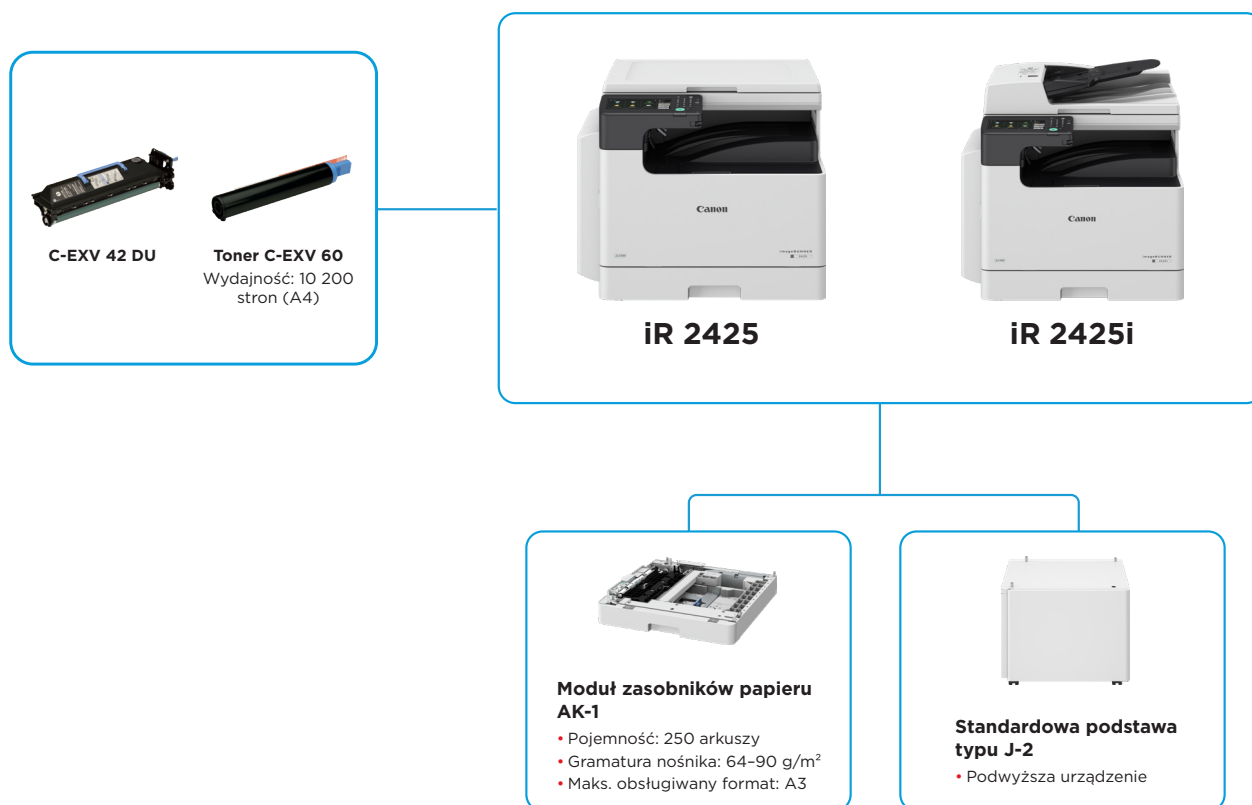 C-EXV 42 DU
Toner C-EXV 60
Wydajność: 10 200
stron (A4)
Canon
iR 2425
Canon
iR 2425i
Moduł zasobników papieru
AK-1
• Pojemność: 250 arkuszy
• Gramatura nośnika: 64–90 g/m²
• Maks. obsługiwany format: A3
Standardowa podstawa
typu J-2
• Podwyższa urządzenie